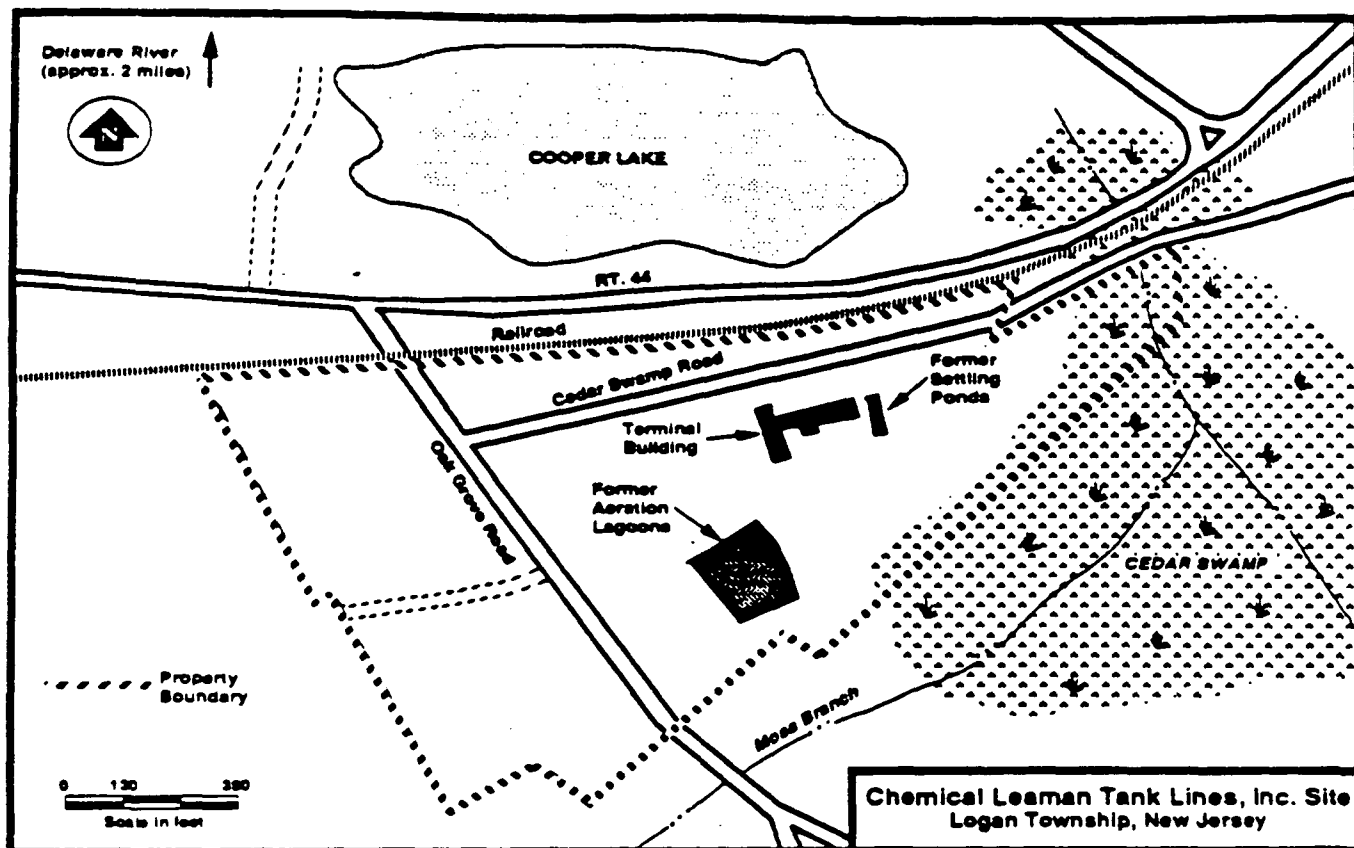 Delaware River
(approx. 2 miles)
N
COOPER LAKE
RT. 44
Railroad
Cedar Swamp Road
Former
Settling
Ponds
Terminal
Building
Oak Grove Road
Former
Aeration
Lagoons
CEDAR SWAMP
Property
Boundary
Moss Branch
0 130 390
Scale in feet
Chemical Leaman Tank Lines, Inc. Site
Logan Township, New Jersey